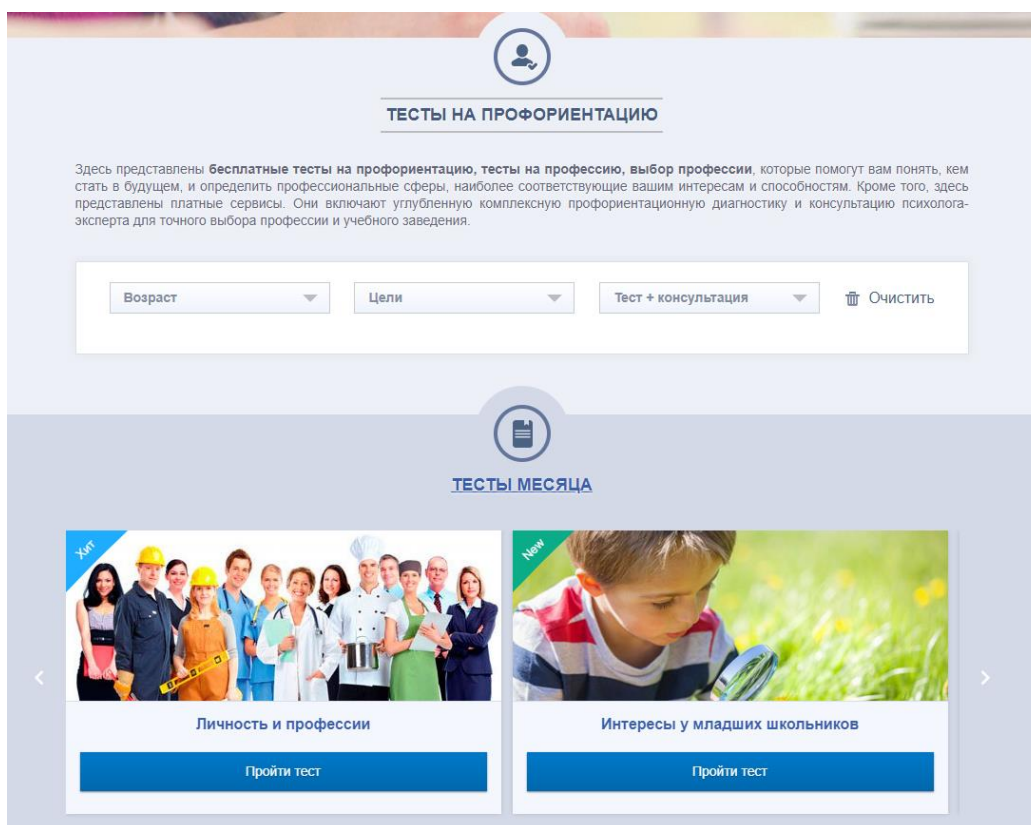 ТЕСТЫ НА ПРОФОРИЕНТАЦИЮ
Здесь представлены бесплатные тесты на профориентацию, тесты на профессию, выбор профессии, которые помогут вам понять, кем
стать в будущем, и определить профессиональные сферы, наиболее соответствующие вашим интересам и способностям. Кроме того, здесь
представлены платные сервисы. Они включают углубленную комплексную профориентационную диагностику и консультацию психолога-
эксперта для точного выбора профессии и учебного заведения.
Возраст Цели Тест + консультация Очистить
ТЕСТЫ МЕСЯЦА
Хит New
Личность и профессии Интересы у младших школьников
Пройти тест Пройти тест